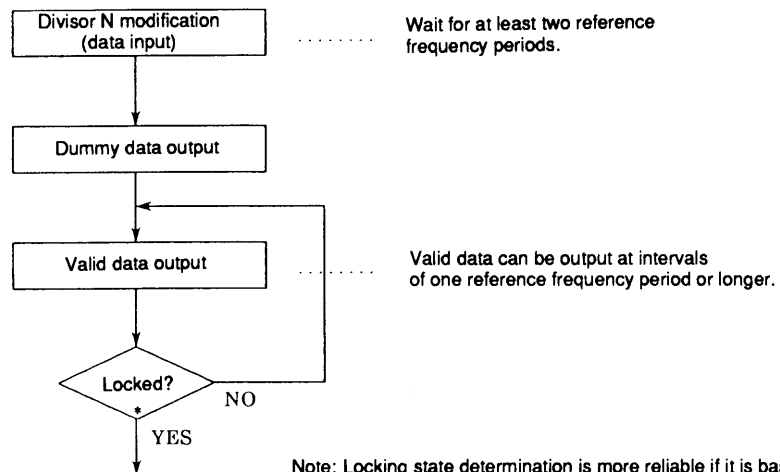 Divisor N modification
(data input)
. . . . . . .
Wait for at least two reference
frequency periods.
Dummy data output
Valid data output
. . . . . . .
Valid data can be output at intervals
of one reference frequency period or longer.
Locked?
*
NO
YES
Note: Locking state determination is more reliable if it is ba